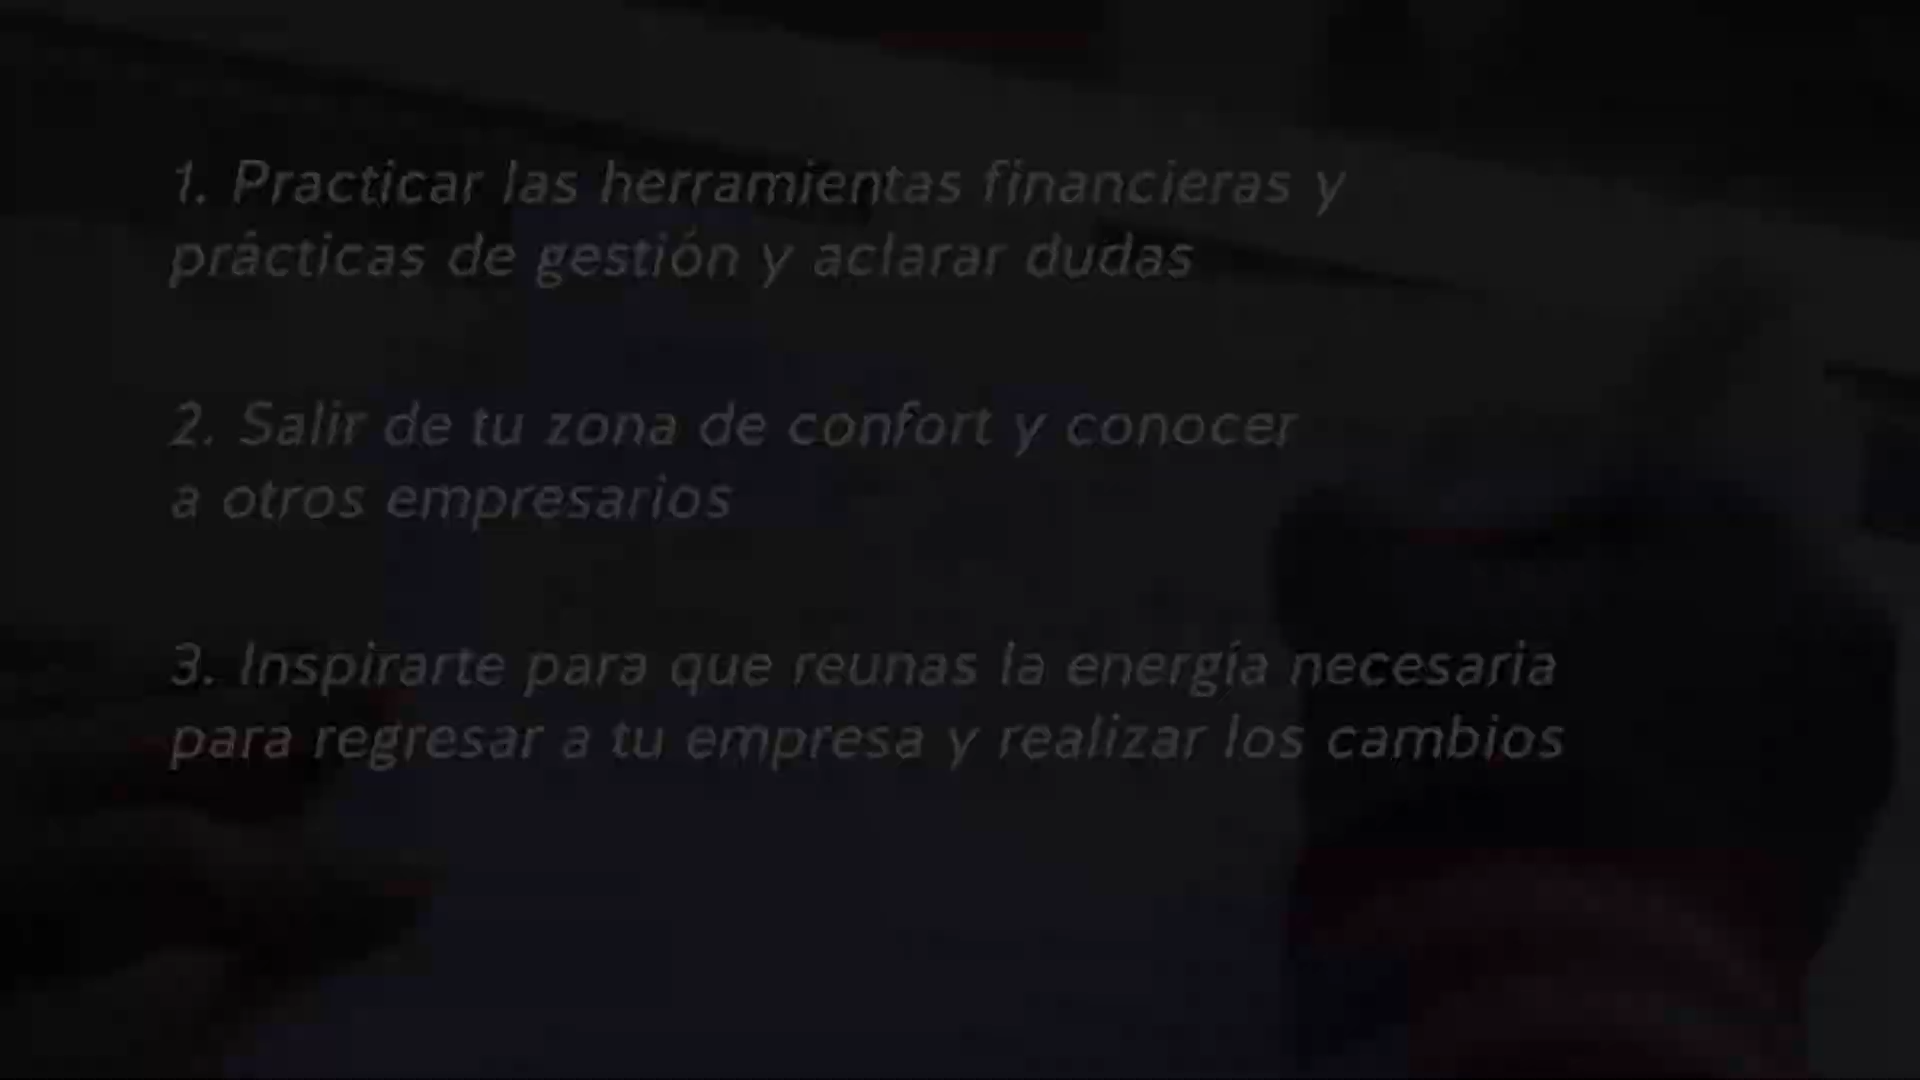 1. Practicar las herramientas financieras y
prácticas de gestión y aclarar dudas
2. Salir de tu zona de confort y conocer
a otros empresarios
3. Inspirarte para que reunas la energía necesaria
para regresar a tu empresa y realizar los cambios